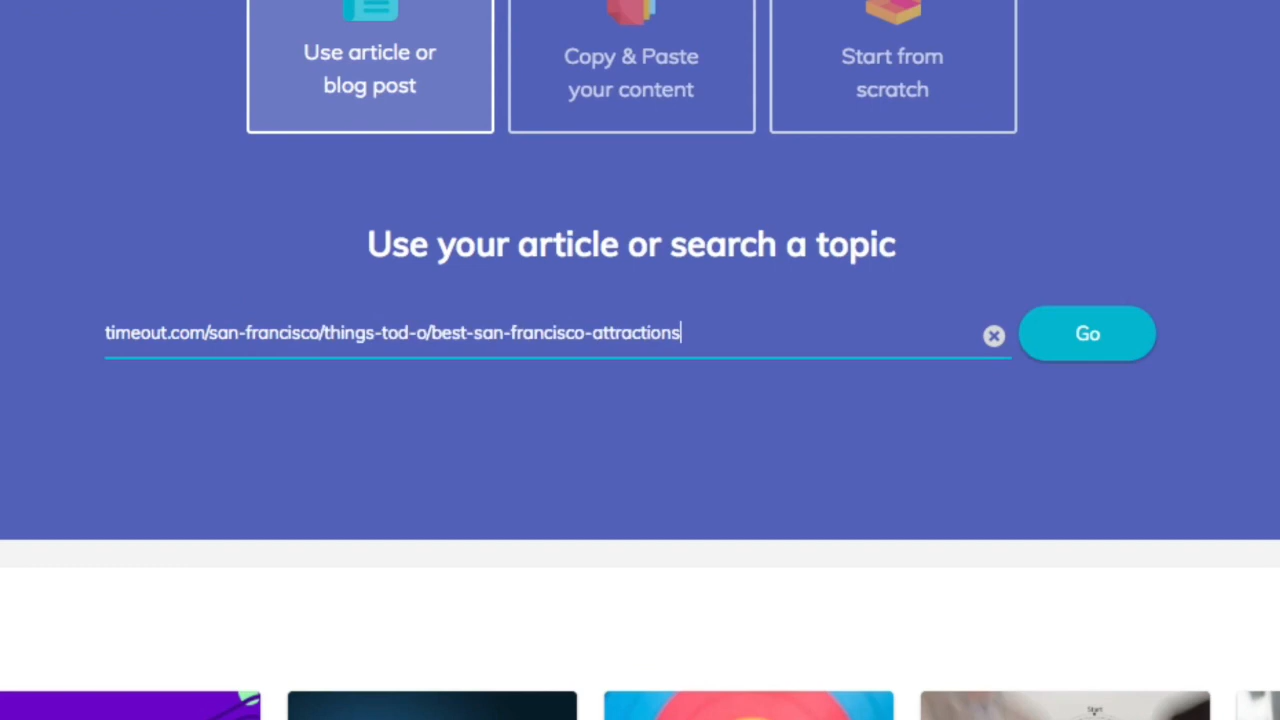 Use article or
blog post
Copy & Paste
your content
Start from
scratch
Use your article or search a topic
timeout.com/san-francisco/things-tod-o/best-san-francisco-attractions
Go
Start